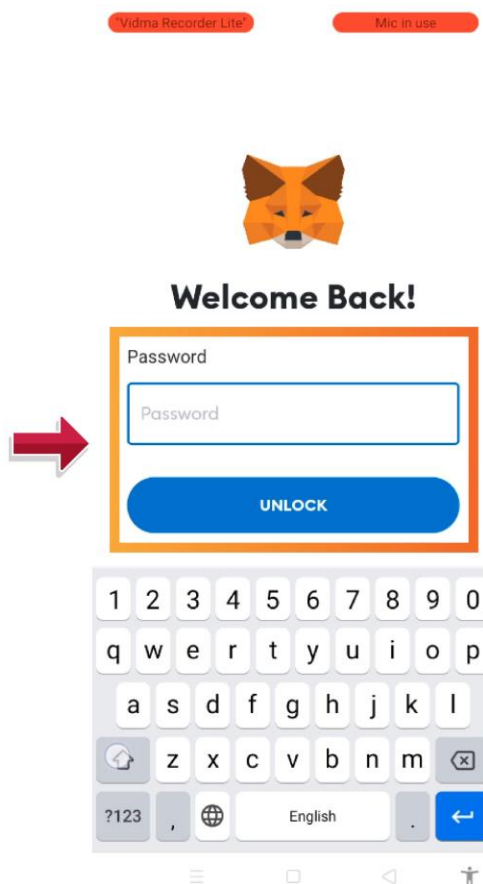 "Vidma Recorder Lite" Mic in use
Welcome Back!
Password
Password
UNLOCK
1 2 3 4 5 6 7 8 9 0
q w e r t y u i o p
a s d f g h j k l
z x c v b n m
?123 , English .